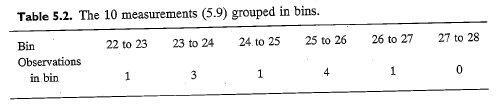 Table 5.2. The 10 measurements (5.9) grouped in bins.
Bin 22 to 23 23 to 24 24 to 25 25 to 26 26 to 27 27 to 28
Observations
in bin 1 3 1 4 1 0